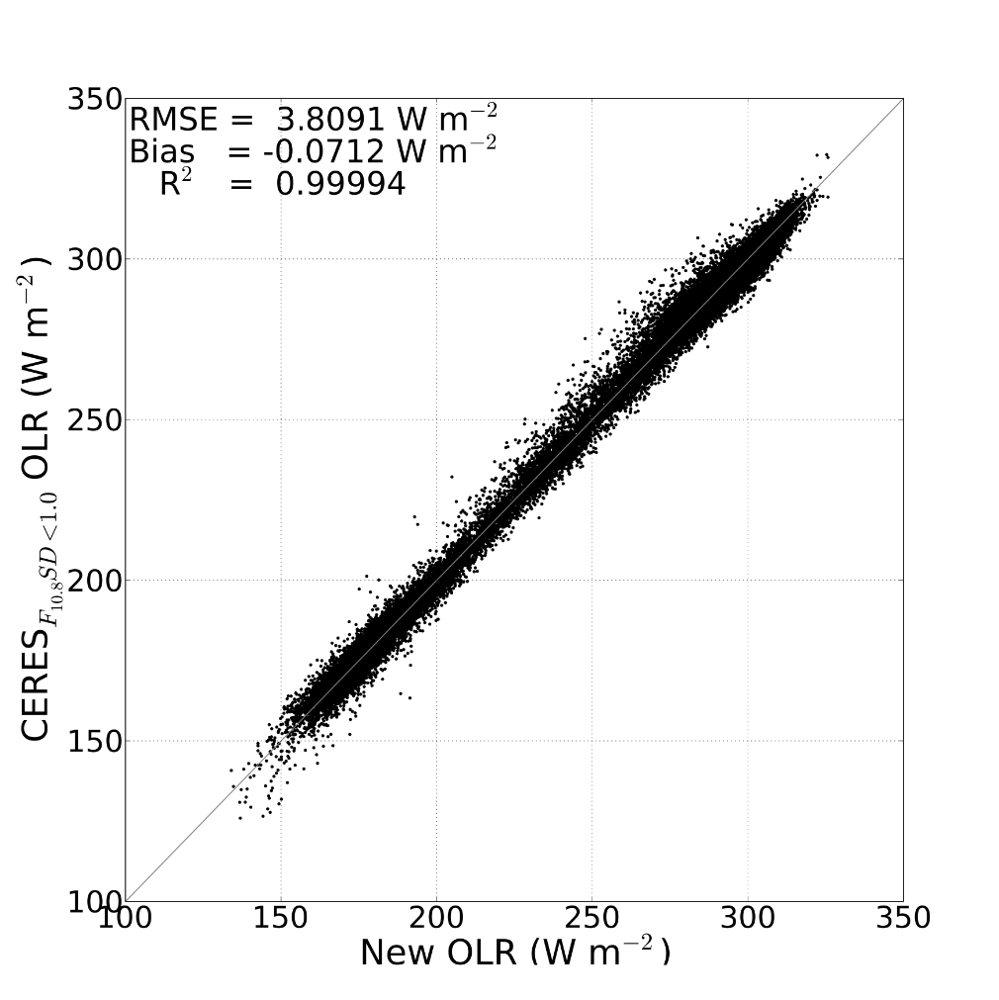 RMSE = 3.8091 W m⁻²
Bias = -0.0712 W m⁻²
R² = 0.99994
350
300
250
200
150
100
CERES_F₁₀.₈SD<1.0 OLR (W m⁻²)
100 150 200 250 300 350
New OLR (W m⁻²)